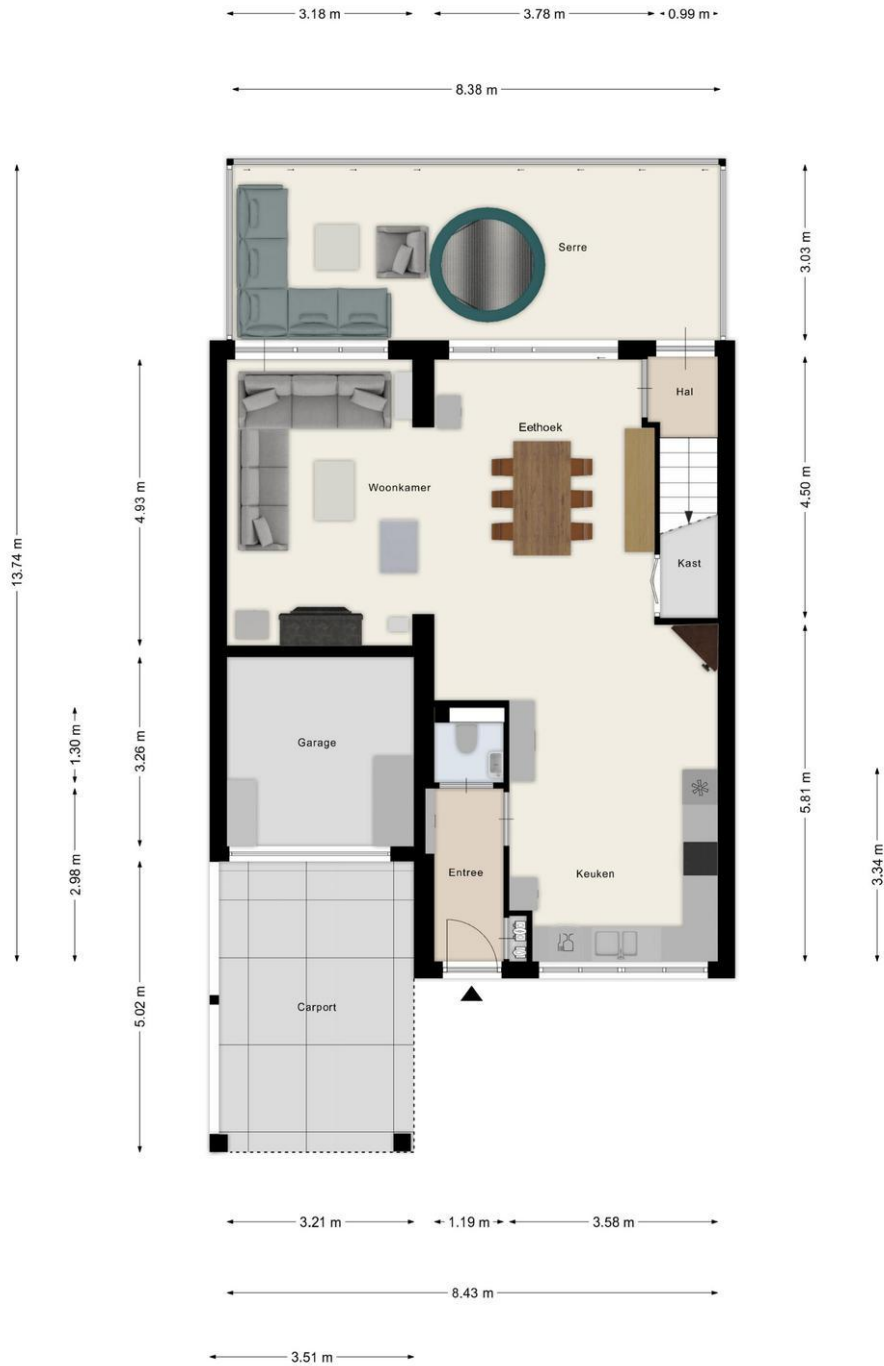 3.18 m
3.78 m
0.99 m
8.38 m
Serre
3.03 m
Hal
Eethoek
Woonkamer
4.50 m
4.93 m
13.74 m
Kast
Garage
1.30 m
3.26 m
5.81 m
3.34 m
2.98 m
Entree
Keuken
Carport
5.02 m
3.21 m
1.19 m
3.58 m
8.43 m
3.51 m